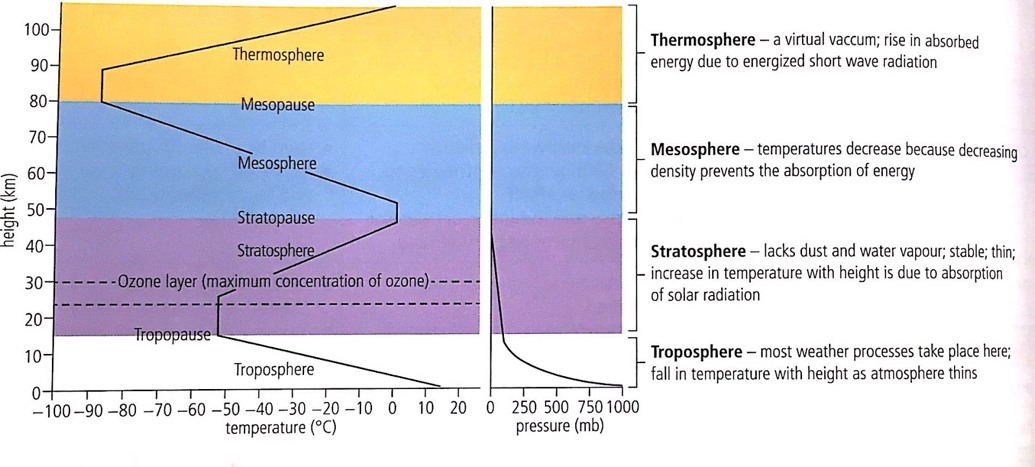 100
90
80
70
60
50
40
30
20
10
0
height (km)
Thermosphere
Mesopause
Mesosphere
Stratopause
Stratosphere
Ozone layer (maximum concentration of ozone)
Tropopause
Troposphere
−100 −90 −80 −70 −60 −50 −40 −30 −20 −10 0 10 20
temperature (°C)
0 250 500 750 1000
pressure (mb)
Thermosphere – a virtual vaccum; rise in absorbed
energy due to energized short wave radiation
Mesosphere – temperatures decrease because decreasing
density prevents the absorption of energy
Stratosphere – lacks dust and water vapour; stable; thin;
increase in temperature with height is due to absorption
of solar radiation
Troposphere – most weather processes take place here;
fall in temperature with height as atmosphere thins